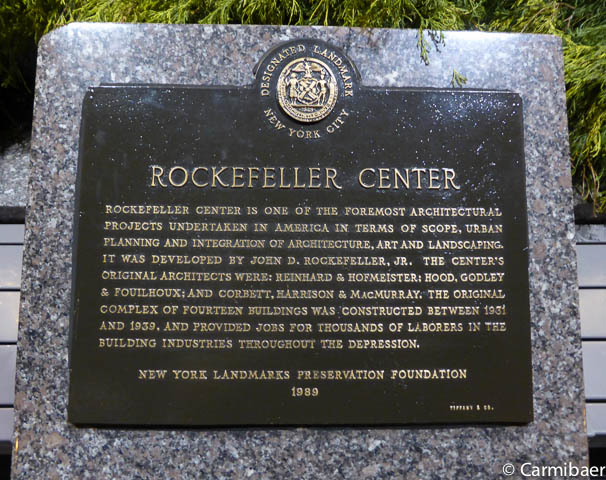 DESIGNATED LANDMARK
NEW YORK CITY
ROCKEFELLER CENTER
ROCKEFELLER CENTER IS ONE OF THE FOREMOST ARCHITECTURAL
PROJECTS UNDERTAKEN IN AMERICA IN TERMS OF SCOPE, URBAN
PLANNING AND INTEGRATION OF ARCHITECTURE, ART AND LANDSCAPING.
IT WAS DEVELOPED BY JOHN D. ROCKEFELLER, JR. THE CENTER'S
ORIGINAL ARCHITECTS WERE: REINHARD & HOFMEISTER; HOOD, GODLEY
& FOUILHOUX; AND CORBETT, HARRISON & MACMURRAY. THE ORIGINAL
COMPLEX OF FOURTEEN BUILDINGS WAS CONSTRUCTED BETWEEN 1931
AND 1939, AND PROVIDED JOBS FOR THOUSANDS OF LABORERS IN THE
BUILDING INDUSTRIES THROUGHOUT THE DEPRESSION.
NEW YORK LANDMARKS PRESERVATION FOUNDATION
1989
TIFFANY & CO.
© Carmibaer